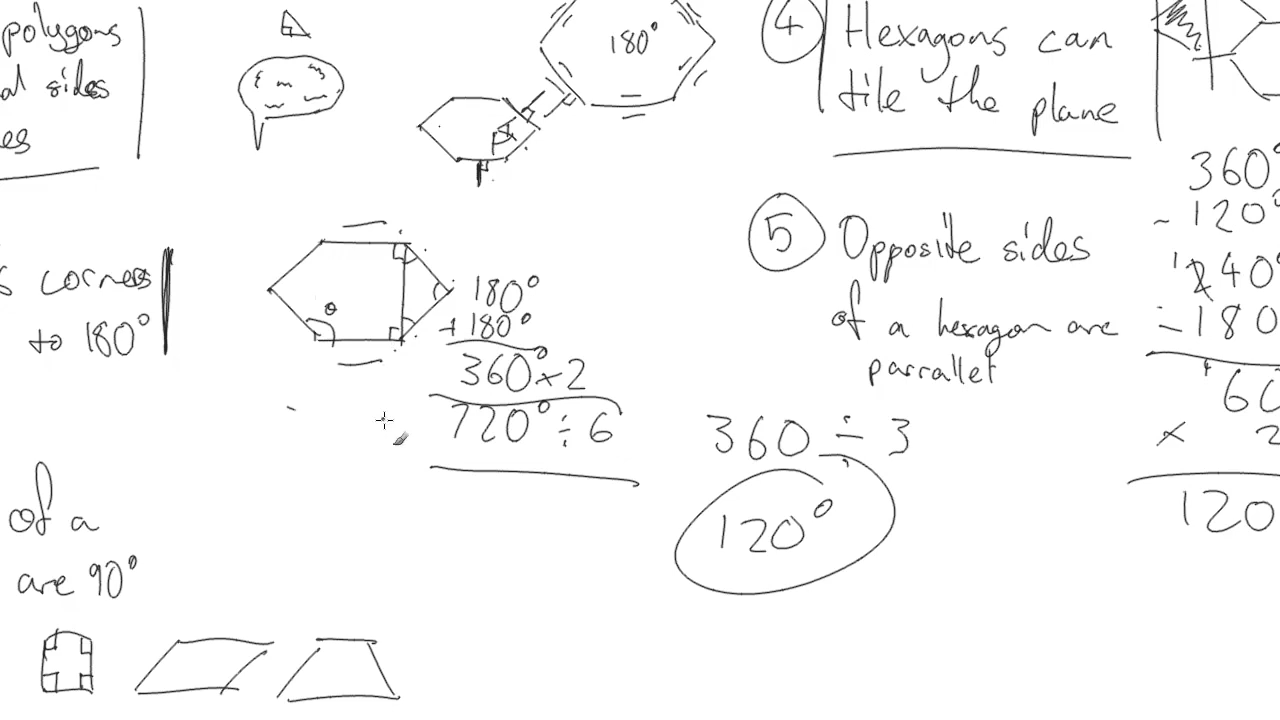 polygons
al sides
es
s corners
to 180°
of a
are 90°
180°
θ
180°
+ 180°
360° × 2
720° ÷ 6
4
Hexagons can
tile the plane
5
Opposite sides
of a hexagon are
parrallel
360 ÷ 3
120°
360°
- 120°
240°
- 180
60
× 2
120